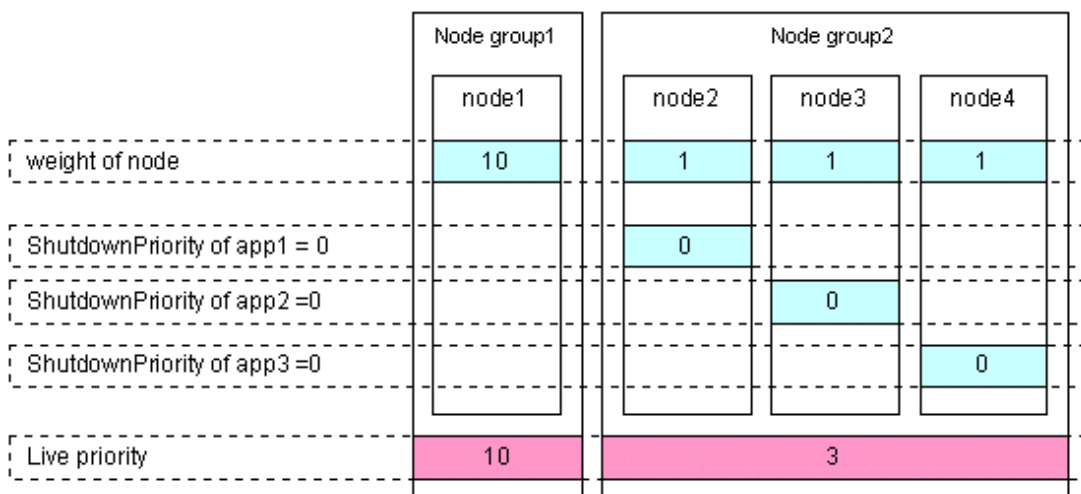 Node group1 Node group2
node1 node2 node3 node4
weight of node 10 1 1 1
ShutdownPriority of app1 = 0 0
ShutdownPriority of app2 =0 0
ShutdownPriority of app3 =0 0
Live priority 10 3